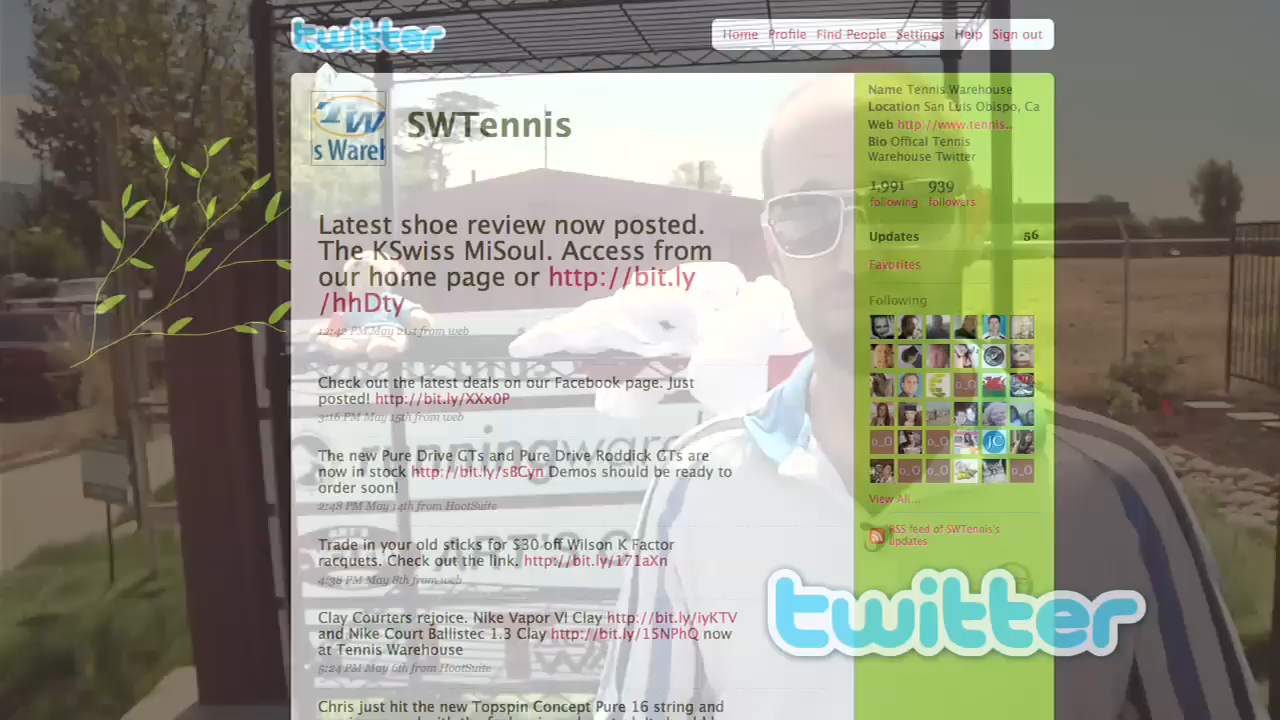 twitter
Home Profile Find People Settings Help Sign out
TW
s Wareh
SWTennis
Latest shoe review now posted.
The KSwiss MiSoul. Access from
our home page or http://bit.ly
/hhDty
12:42 PM May 21st from web
Check out the latest deals on our Facebook page. Just
posted! http://bit.ly/XXx0P
3:16 PM May 15th from web
The new Pure Drive GTs and Pure Drive Roddick GTs are
now in stock http://bit.ly/sBCyn Demos should be ready to
order soon!
2:48 PM May 14th from HootSuite
Trade in your old sticks for $30 off Wilson K Factor
racquets. Check out the link. http://bit.ly/171aXn
4:38 PM May 8th from web
Clay Courters rejoice. Nike Vapor VI Clay http://bit.ly/iyKTV
and Nike Court Ballistec 1.3 Clay http://bit.ly/15NPhQ now
at Tennis Warehouse
5:24 PM May 6th from HootSuite
Chris just hit the new Topspin Concept Pure 16 string and
Name Tennis Warehouse
Location San Luis Obispo, Ca
Web http://www.tennis...
Bio Offical Tennis
Warehouse Twitter
1,991 939
following followers
Updates 56
Favorites
Following
View All...
RSS feed of SWTennis's
updates
runningware
twitter